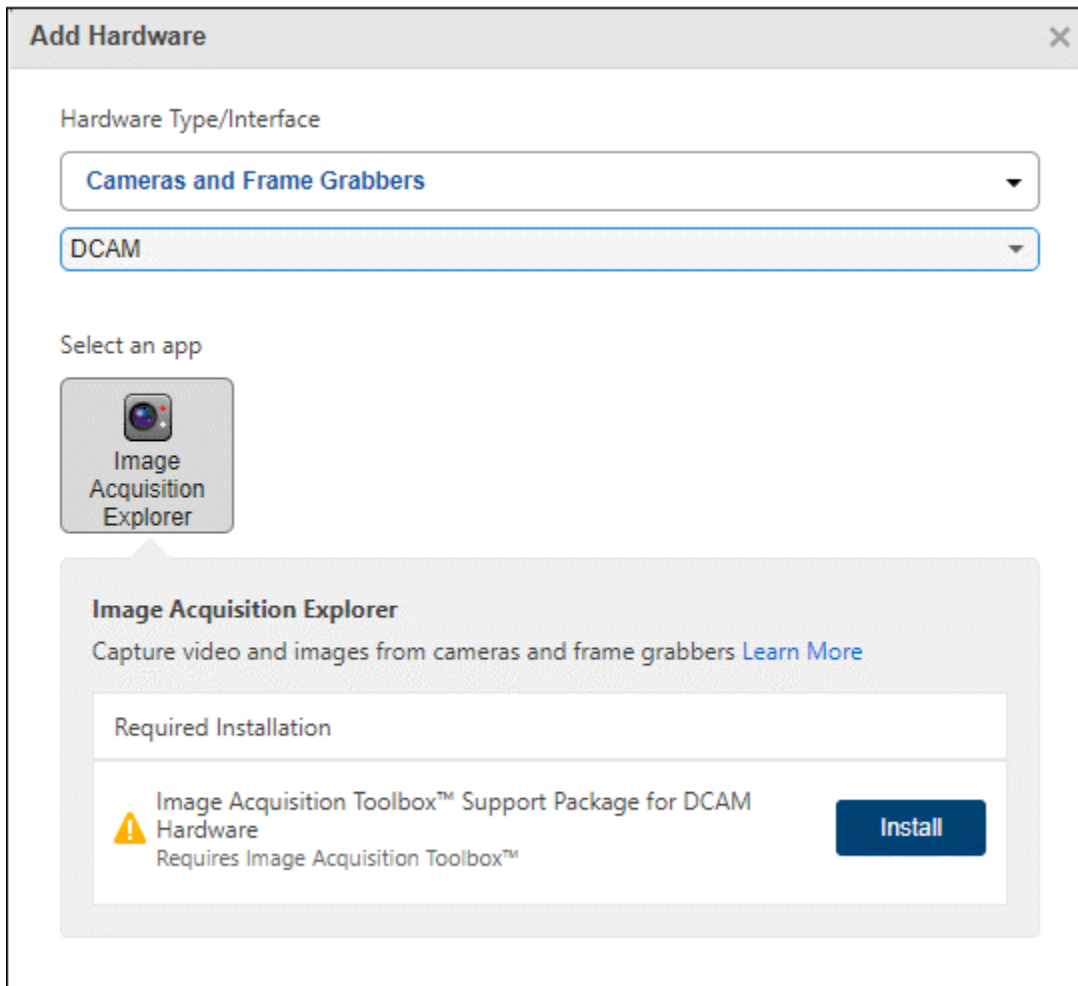 Add Hardware
Hardware Type/Interface
Cameras and Frame Grabbers
DCAM
Select an app
Image
Acquisition
Explorer
Image Acquisition Explorer
Capture video and images from cameras and frame grabbers Learn More
Required Installation
Image Acquisition Toolbox™ Support Package for DCAM
Hardware
Requires Image Acquisition Toolbox™
Install